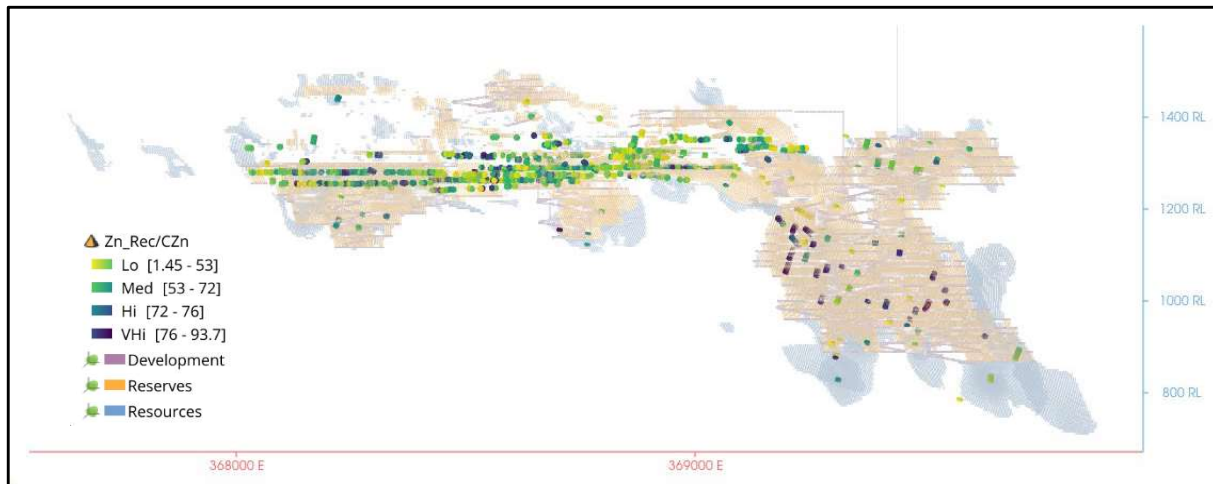 1400 RL
1200 RL
Zn_Rec/CZn
Lo [1.45 - 53]
Med [53 - 72]
Hi [72 - 76]
VHi [76 - 93.7]
Development
Reserves
Resources
1000 RL
800 RL
368000 E
369000 E